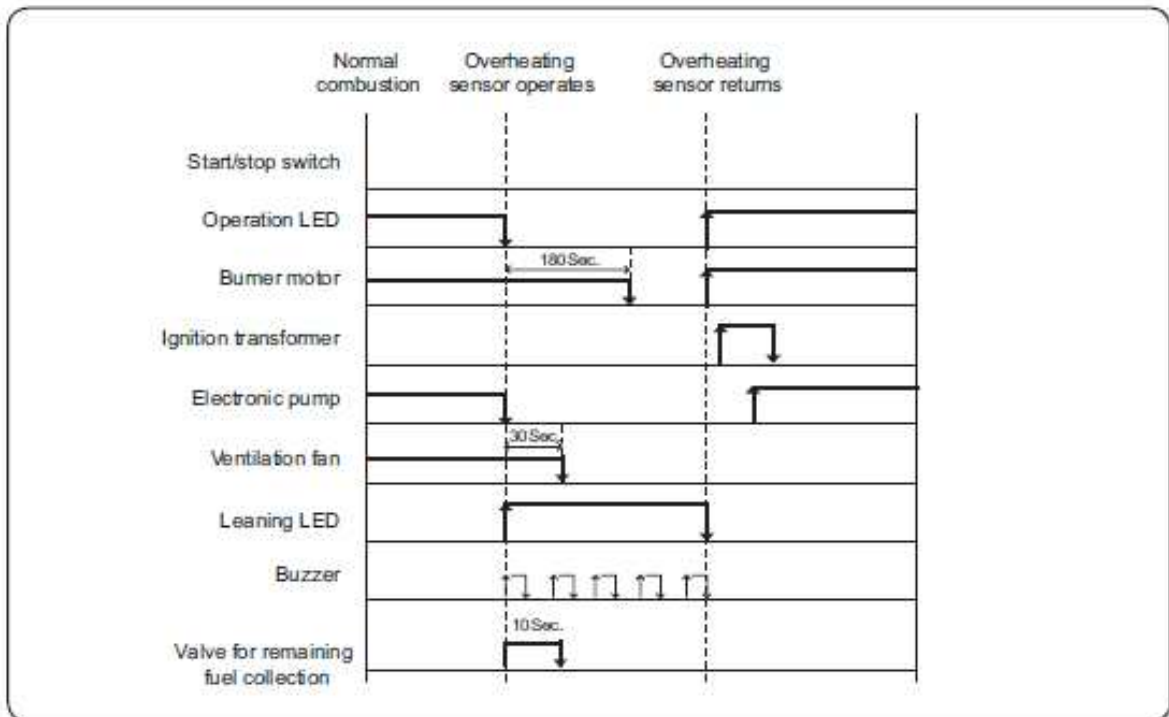 Normal
combustion
Overheating
sensor operates
Overheating
sensor returns
Start/stop switch
Operation LED
180 Sec.
Burner motor
Ignition transformer
Electronic pump
30 Sec.
Ventilation fan
Leaning LED
Buzzer
10 Sec.
Valve for remaining
fuel collection